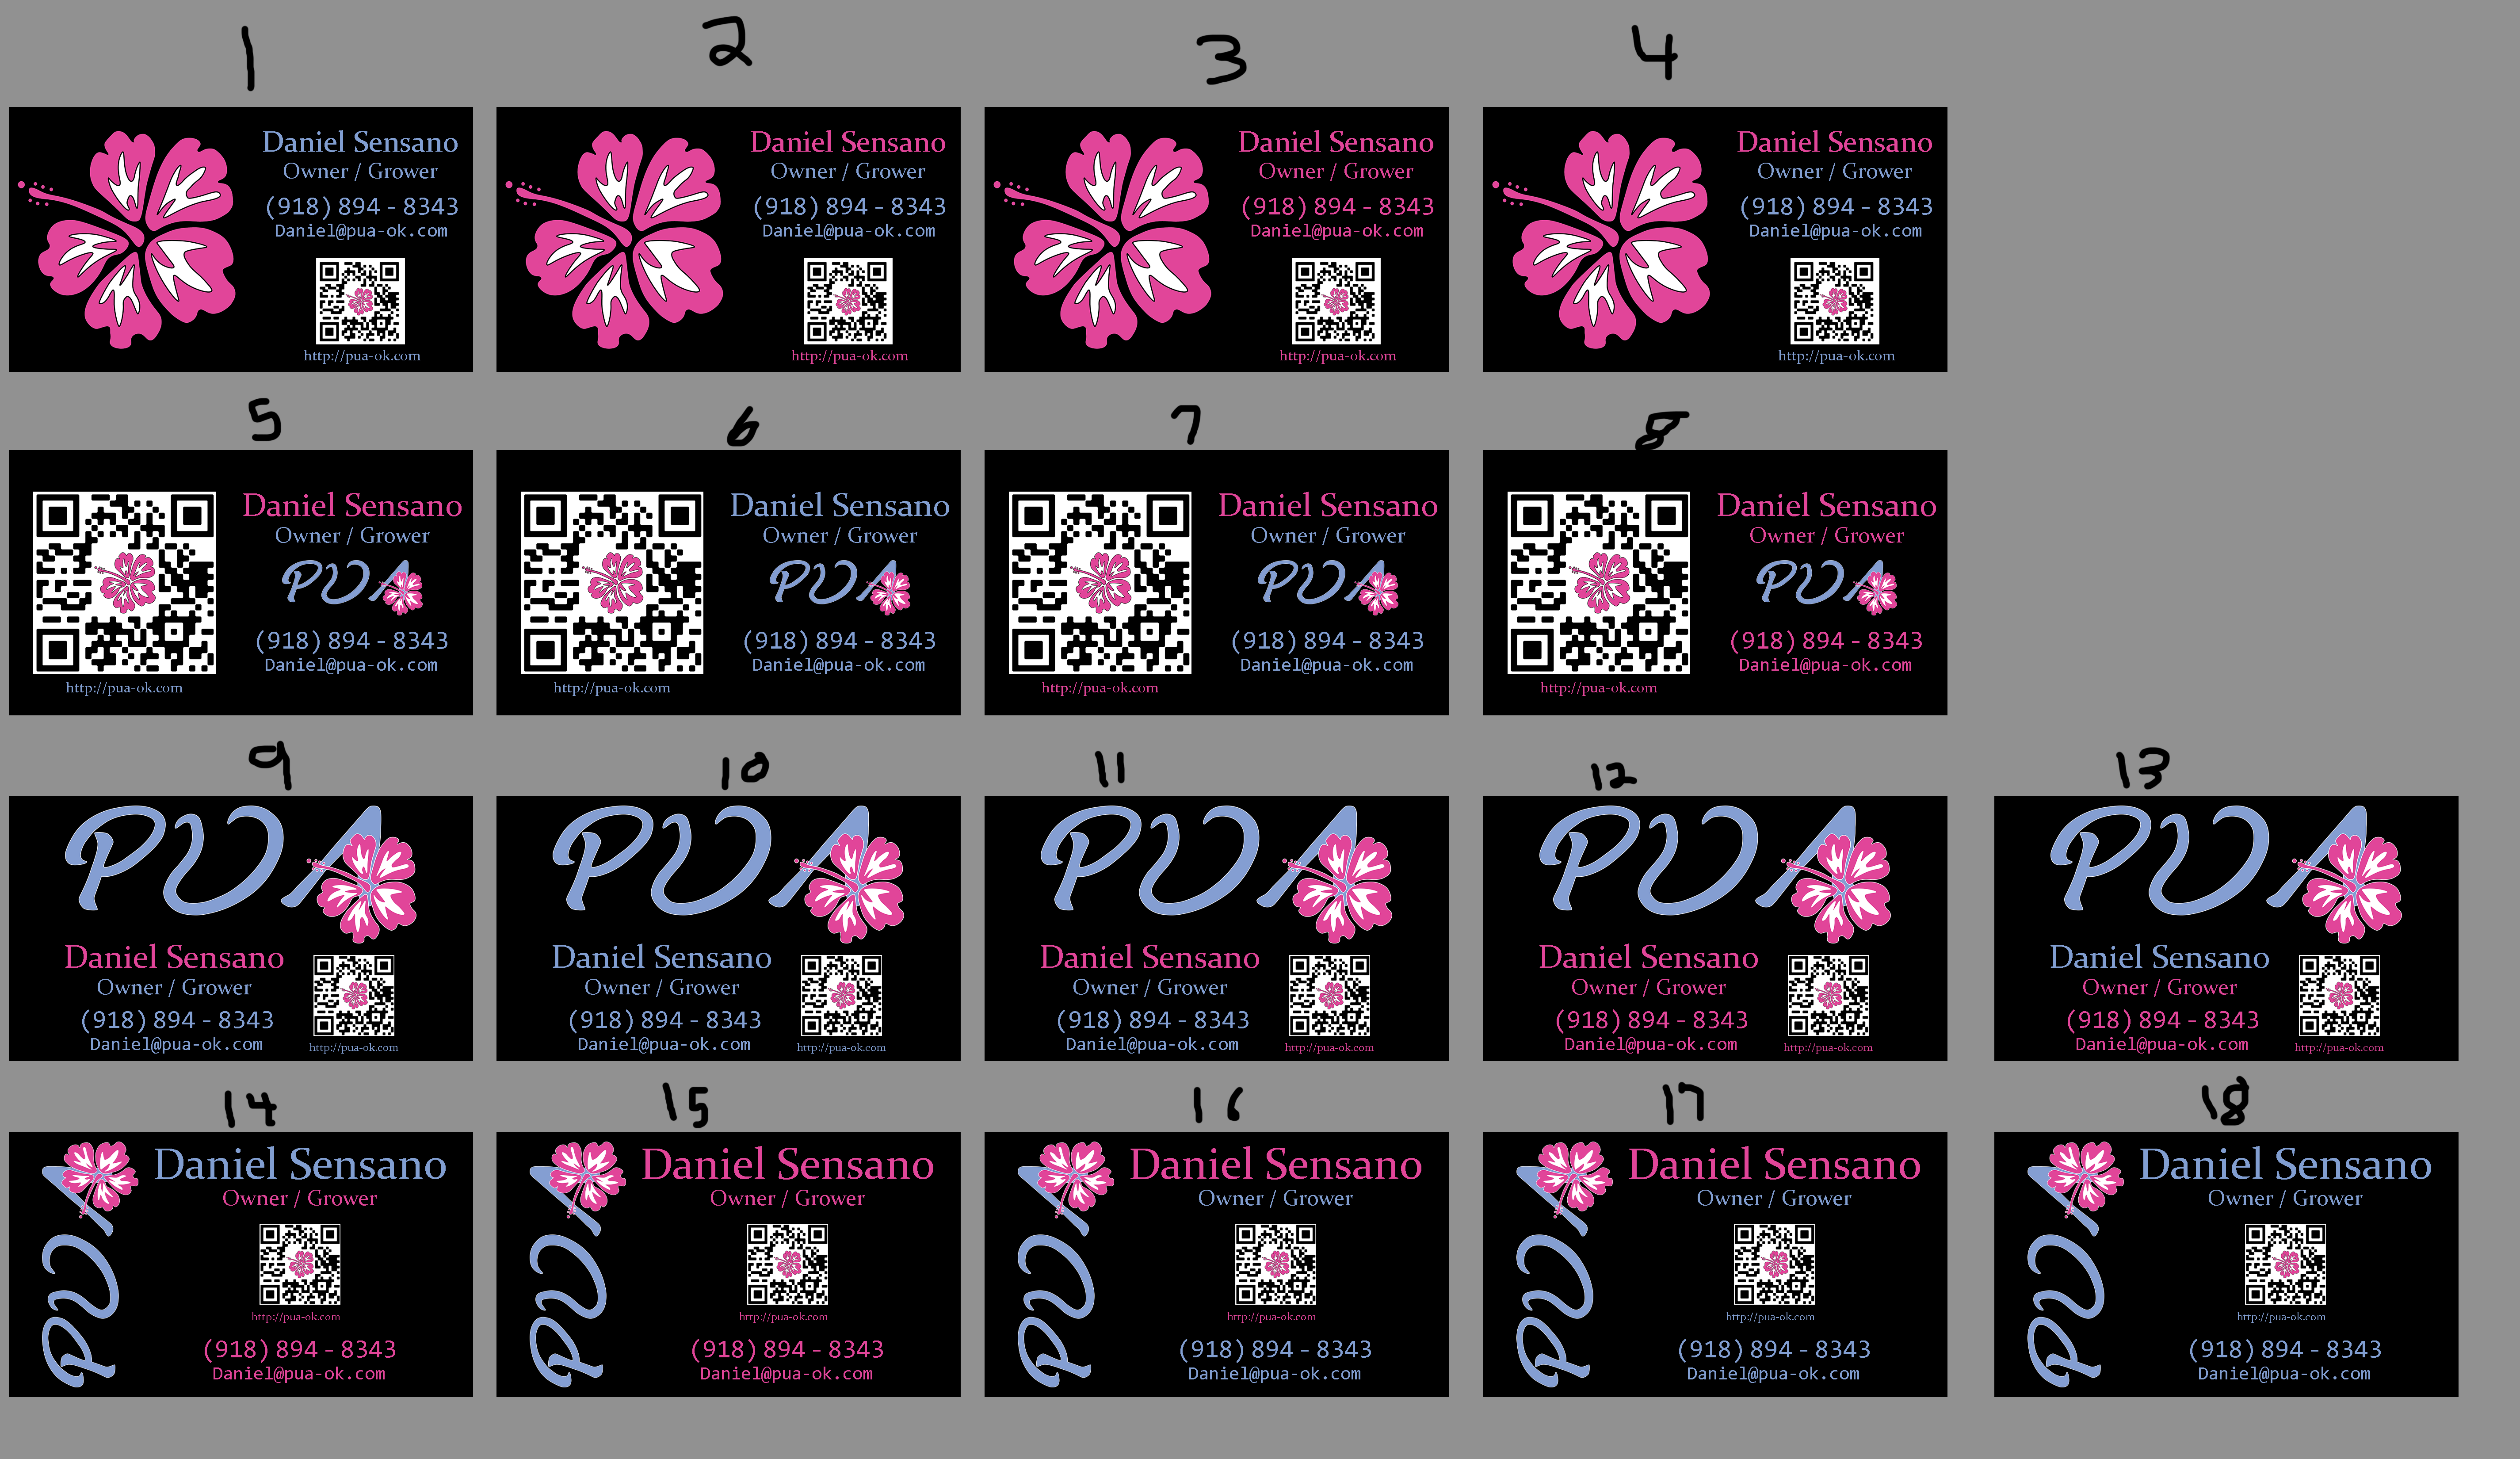 1
2
3
4
Daniel Sensano
Owner / Grower
(918) 894 - 8343
Daniel@pua-ok.com
http://pua-ok.com
Daniel Sensano
Owner / Grower
(918) 894 - 8343
Daniel@pua-ok.com
http://pua-ok.com
Daniel Sensano
Owner / Grower
(918) 894 - 8343
Daniel@pua-ok.com
http://pua-ok.com
Daniel Sensano
Owner / Grower
(918) 894 - 8343
Daniel@pua-ok.com
http://pua-ok.com
5
6
7
8
Daniel Sensano
Owner / Grower
PUA
(918) 894 - 8343
Daniel@pua-ok.com
http://pua-ok.com
Daniel Sensano
Owner / Grower
PUA
(918) 894 - 8343
Daniel@pua-ok.com
http://pua-ok.com
Daniel Sensano
Owner / Grower
PUA
(918) 894 - 8343
Daniel@pua-ok.com
http://pua-ok.com
Daniel Sensano
Owner / Grower
PUA
(918) 894 - 8343
Daniel@pua-ok.com
http://pua-ok.com
9
10
11
12
13
PUA
Daniel Sensano
Owner / Grower
(918) 894 - 8343
Daniel@pua-ok.com
http://pua-ok.com
PUA
Daniel Sensano
Owner / Grower
(918) 894 - 8343
Daniel@pua-ok.com
http://pua-ok.com
PUA
Daniel Sensano
Owner / Grower
(918) 894 - 8343
Daniel@pua-ok.com
http://pua-ok.com
PUA
Daniel Sensano
Owner / Grower
(918) 894 - 8343
Daniel@pua-ok.com
http://pua-ok.com
PUA
Daniel Sensano
Owner / Grower
(918) 894 - 8343
Daniel@pua-ok.com
http://pua-ok.com
14
15
16
17
18
PUA
Daniel Sensano
Owner / Grower
http://pua-ok.com
(918) 894 - 8343
Daniel@pua-ok.com
PUA
Daniel Sensano
Owner / Grower
http://pua-ok.com
(918) 894 - 8343
Daniel@pua-ok.com
PUA
Daniel Sensano
Owner / Grower
http://pua-ok.com
(918) 894 - 8343
Daniel@pua-ok.com
PUA
Daniel Sensano
Owner / Grower
http://pua-ok.com
(918) 894 - 8343
Daniel@pua-ok.com
PUA
Daniel Sensano
Owner / Grower
http://pua-ok.com
(918) 894 - 8343
Daniel@pua-ok.com